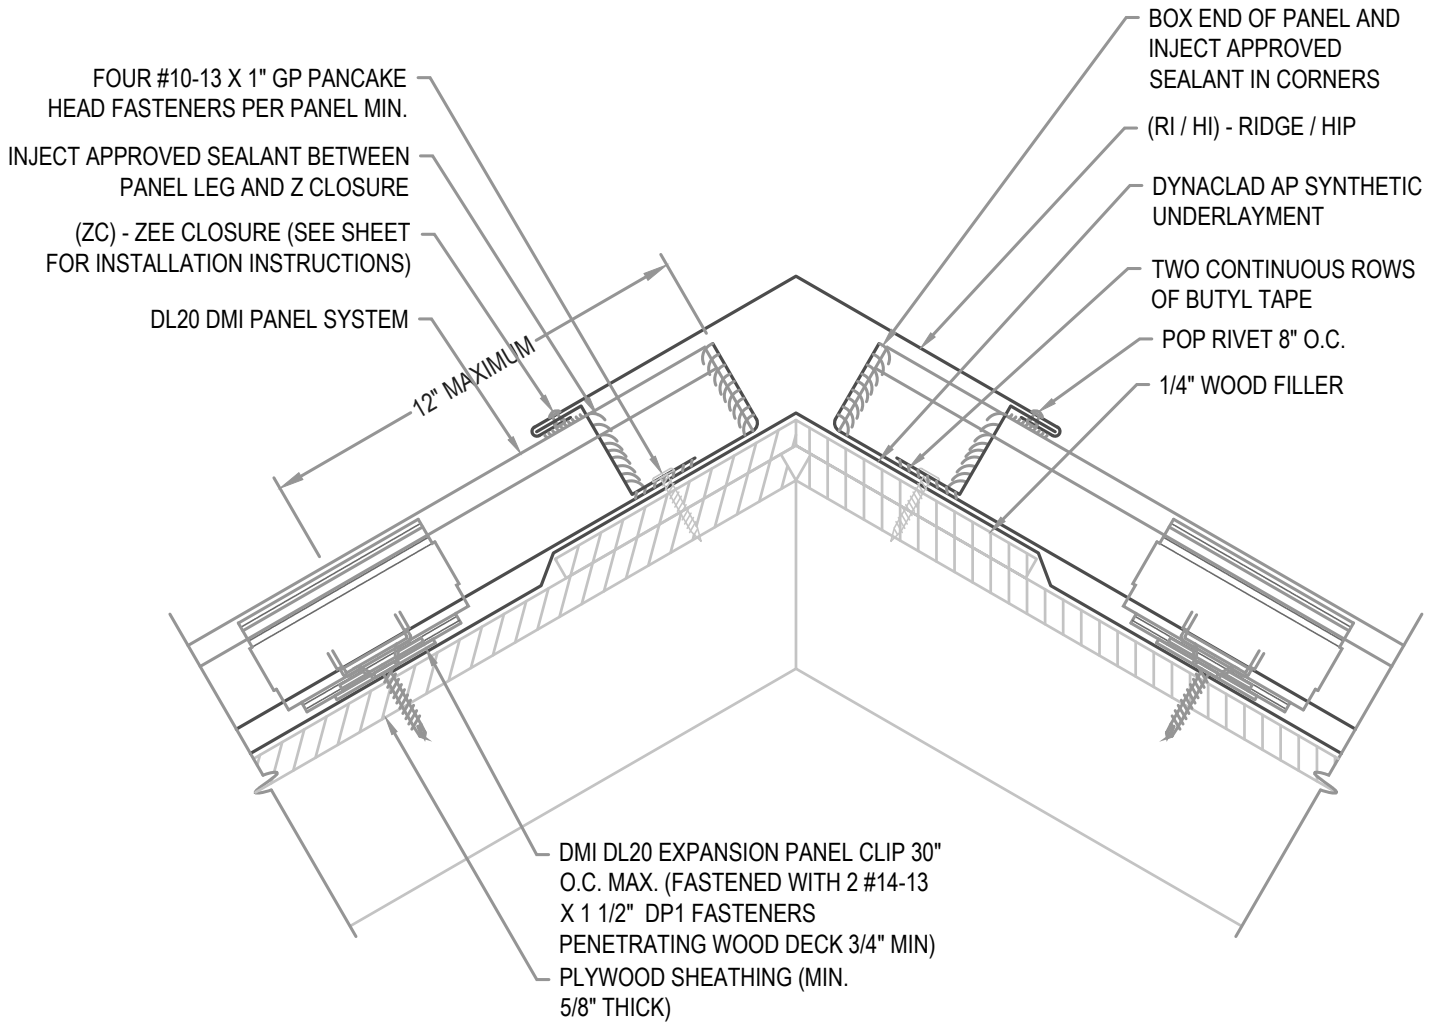 FOUR #10-13 X 1" GP PANCAKE
HEAD FASTENERS PER PANEL MIN.
INJECT APPROVED SEALANT BETWEEN
PANEL LEG AND Z CLOSURE
(ZC) - ZEE CLOSURE (SEE SHEET
FOR INSTALLATION INSTRUCTIONS)
DL20 DMI PANEL SYSTEM
12" MAXIMUM
BOX END OF PANEL AND
INJECT APPROVED
SEALANT IN CORNERS
(RI / HI) - RIDGE / HIP
DYNACLAD AP SYNTHETIC
UNDERLAYMENT
TWO CONTINUOUS ROWS
OF BUTYL TAPE
POP RIVET 8" O.C.
1/4" WOOD FILLER
DMI DL20 EXPANSION PANEL CLIP 30"
O.C. MAX. (FASTENED WITH 2 #14-13
X 1 1/2" DP1 FASTENERS
PENETRATING WOOD DECK 3/4" MIN)
PLYWOOD SHEATHING (MIN.
5/8" THICK)